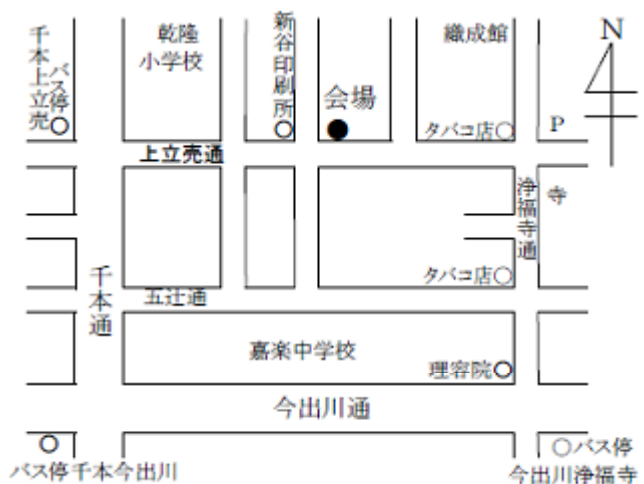 千本上立売
バス停
乾隆
小学校
新谷印刷所
会場
織成館
タバコ店
P
N
上立売通
浄福寺通
寺
千本通
五辻通
タバコ店
嘉楽中学校
理容院
今出川通
バス停千本今出川
バス停
今出川浄福寺